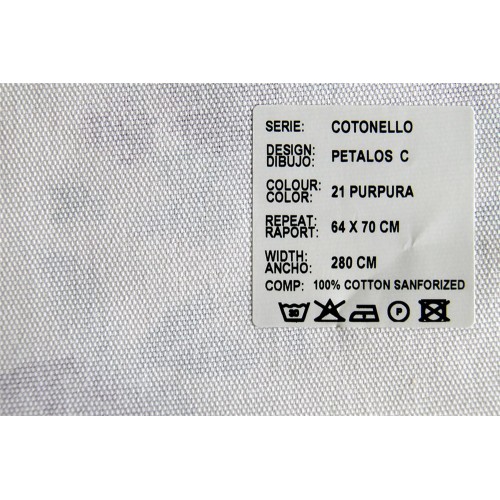 SERIE: COTONELLO
DESIGN:
DIBUJO: PETALOS C
COLOUR:
COLOR: 21 PURPURA
REPEAT
RAPORT: 64 X 70 CM
WIDTH
ANCHO: 280 CM
COMP: 100% COTTON SANFORIZED
30 P